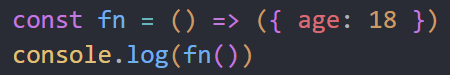 const fn = () => ({ age: 18 })
console.log(fn())